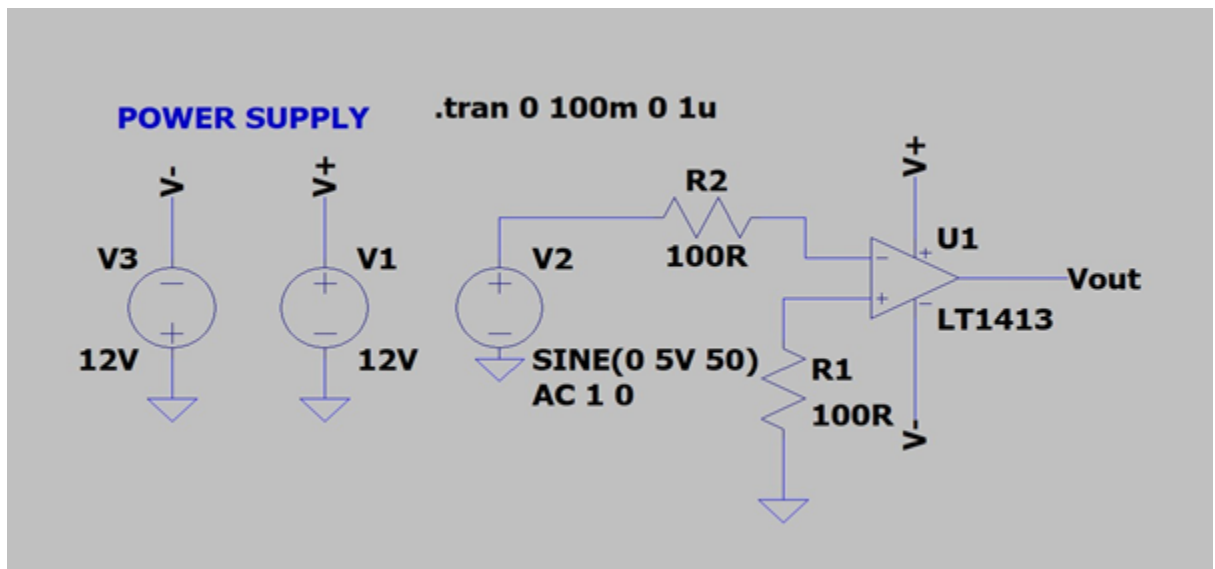 POWER SUPPLY
.tran 0 100m 0 1u
V-
V+
V+
R2
V3
V1
V2
100R
U1
-
+
+
-
+
-
+
-
+
-
Vout
LT1413
12V
12V
SINE(0 5V 50)
AC 1 0
R1
100R
V-